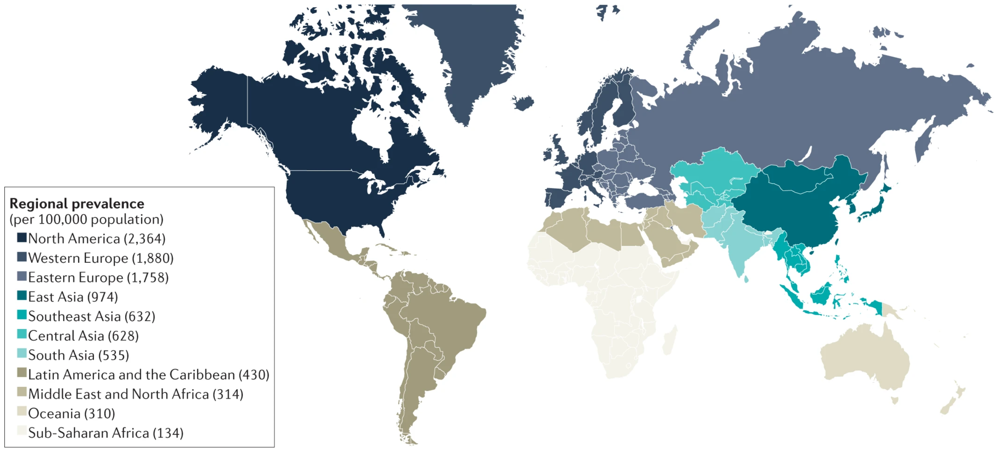 Regional prevalence
(per 100,000 population)
North America (2,364)
Western Europe (1,880)
Eastern Europe (1,758)
East Asia (974)
Southeast Asia (632)
Central Asia (628)
South Asia (535)
Latin America and the Caribbean (430)
Middle East and North Africa (314)
Oceania (310)
Sub-Saharan Africa (134)